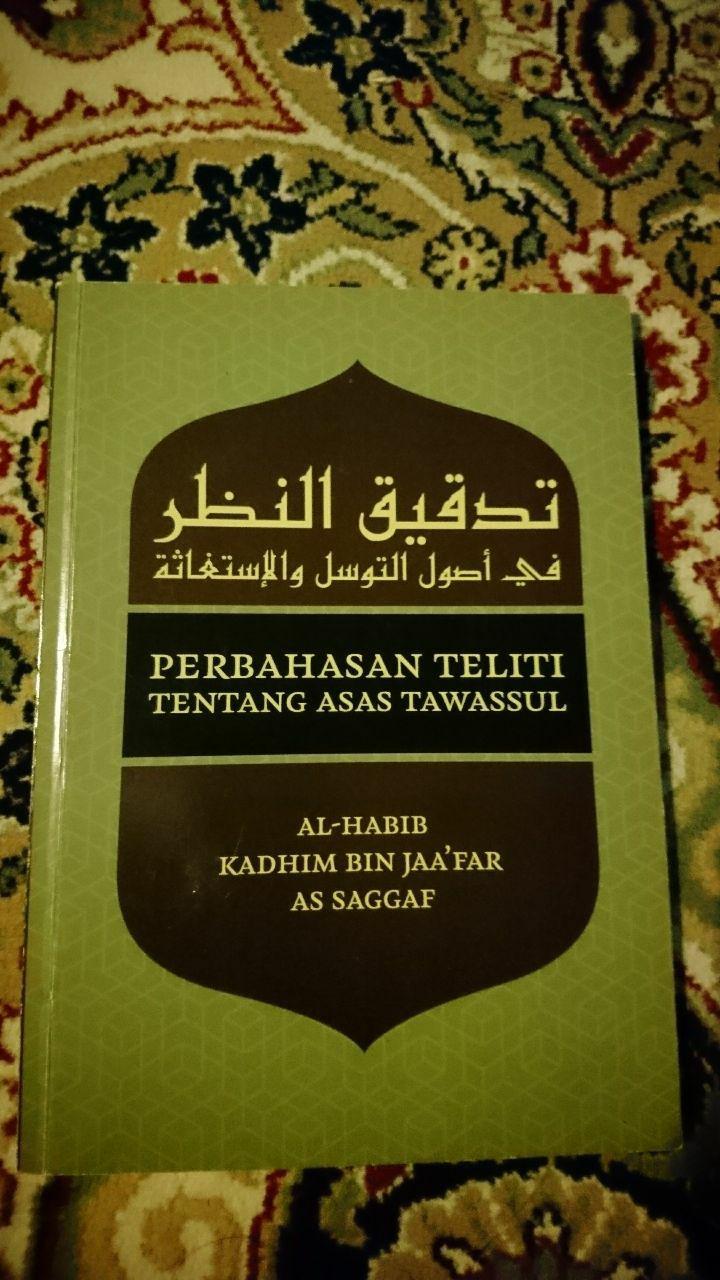 تدقيق النظر
في أصول التوسل والإستغاثة
PERBAHASAN TELITI
TENTANG ASAS TAWASSUL
AL-HABIB
KADHIM BIN JAA'FAR
AS SAGGAF